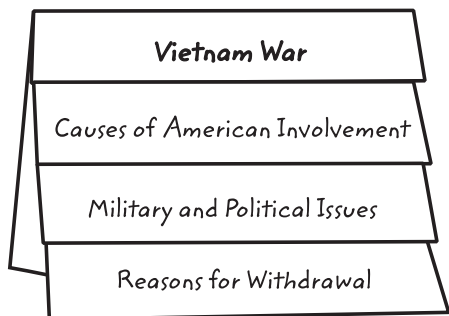 Vietnam War
Causes of American Involvement
Military and Political Issues
Reasons for Withdrawal